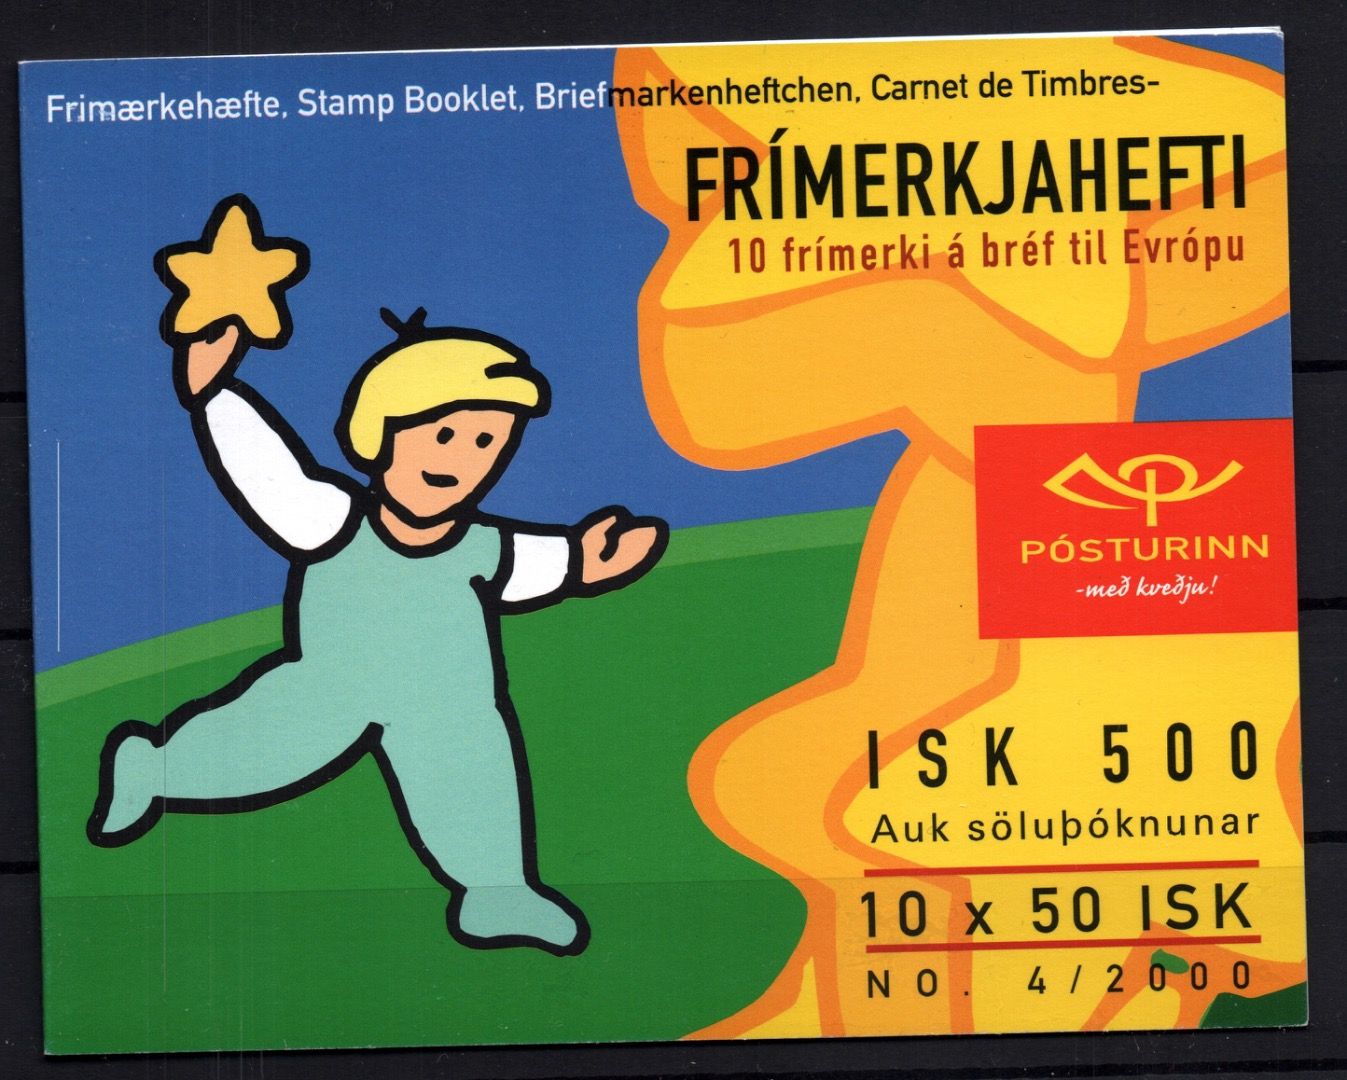 Frimærkehæfte, Stamp Booklet, Briefmarkenheftchen, Carnet de Timbres-
FRÍMERKJAHEFTI
10 frímerki á bréf til Evrópu
PÓSTURINN
-með kveðju!
ISK 500
Auk söluþóknunar
10 x 50 ISK
NO. 4/2000